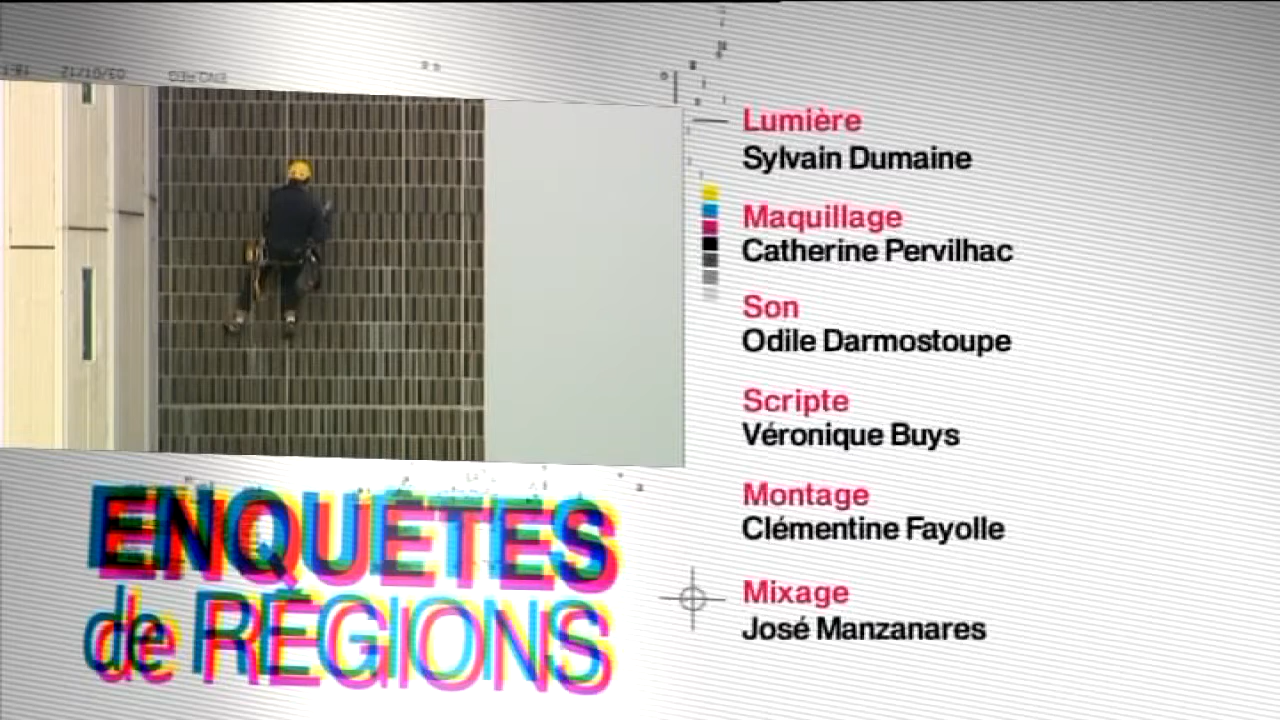 Lumière
Sylvain Dumaine
Maquillage
Catherine Pervilhac
Son
Odile Darmostoupe
Scripte
Véronique Buys
Montage
Clémentine Fayolle
Mixage
José Manzanares
ENQUÊTES
de RÉGIONS